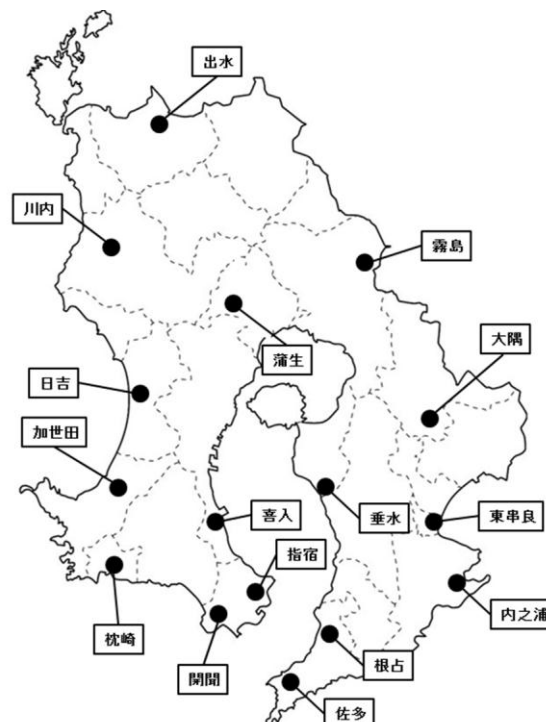 出水
川内
霧島
蒲生
大隅
日吉
加世田
喜入
垂水
東串良
指宿
内之浦
枕崎
根占
開聞
佐多